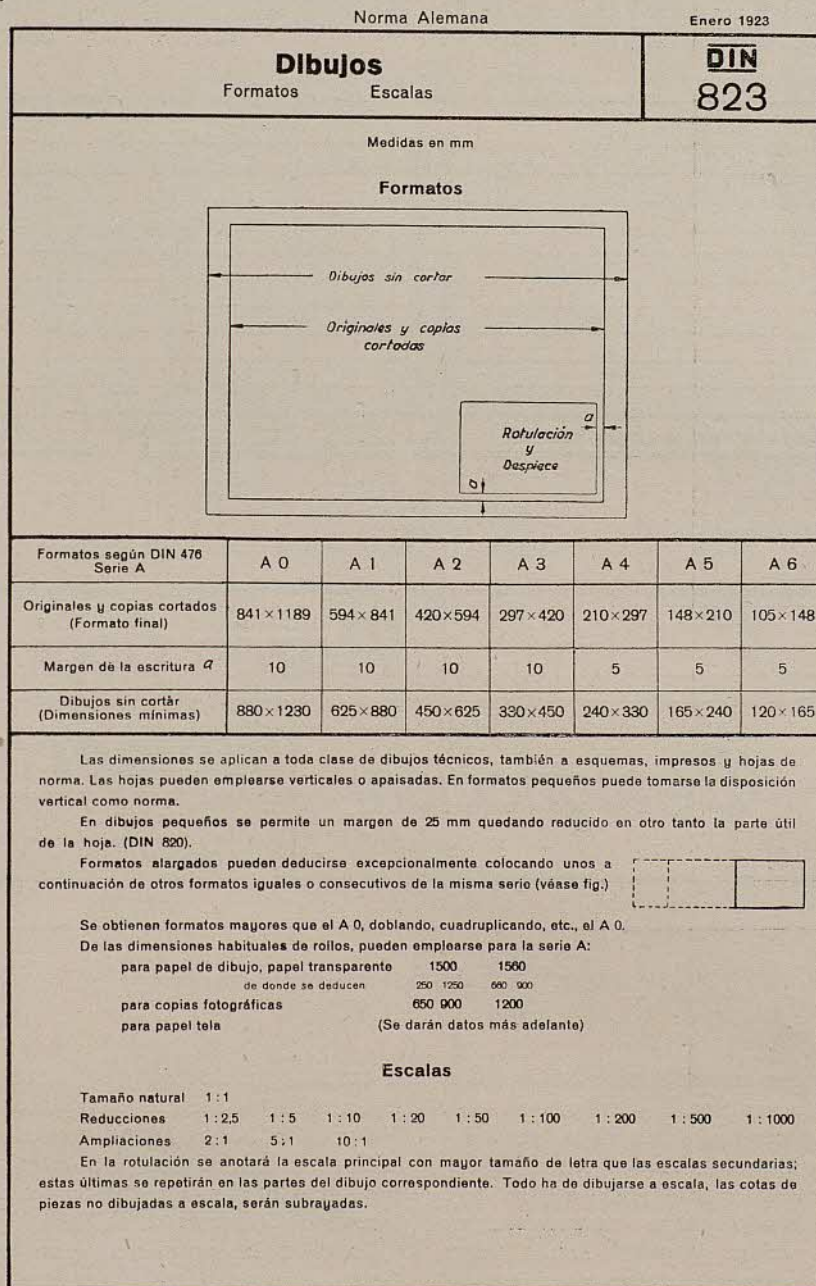 Norma Alemana Enero 1923
Dibujos
Formatos Escalas
DIN
823
Medidas en mm
Formatos
Dibujos sin cortar
Originales y copias
cortadas
a
Rotulación
y
Despiece
a
Formatos según DIN 476
Serie A
A 0 A 1 A 2 A 3 A 4 A 5 A 6
Originales y copias cortados
(Formato final)
841×1189 594×841 420×594 297×420 210×297 148×210 105×148
Margen de la escritura a 10 10 10 10 5 5 5
Dibujos sin cortàr
(Dimensiones mínimas)
880×1230 625×880 450×625 330×450 240×330 165×240 120×165
Las dimensiones se aplican a toda clase de dibujos técnicos, también a esquemas, impresos y hojas de
norma. Las hojas pueden emplearse verticales o apaisadas. En formatos pequeños puede tomarse la disposición
vertical como norma.
En dibujos pequeños se permite un margen de 25 mm quedando reducido en otro tanto la parte útil
de la hoja. (DIN 820).
Formatos alargados pueden deducirse excepcionalmente colocando unos a
continuación de otros formatos iguales o consecutivos de la misma serio (véase fig.)
Se obtienen formatos mayores que el A 0, doblando, cuadruplicando, etc., el A 0.
De las dimensiones habituales de rollos, pueden emplearse para la serie A:
para papel de dibujo, papel transparente 1500 1560
de donde se deducen 250 1250 660 900
para copias fotográficas 650 900 1200
para papel tela (Se darán datos más adelante)
Escalas
Tamaño natural 1 : 1
Reducciones 1 : 2,5 1 : 5 1 : 10 1 : 20 1 : 50 1 : 100 1 : 200 1 : 500 1 : 1000
Ampliaciones 2 : 1 5 : 1 10 : 1
En la rotulación se anotará la escala principal con mayor tamaño de letra que las escalas secundarias;
estas últimas se repetirán en las partes del dibujo correspondiente. Todo ha de dibujarse a escala, las cotas de
piezas no dibujadas a escala, serán subrayadas.